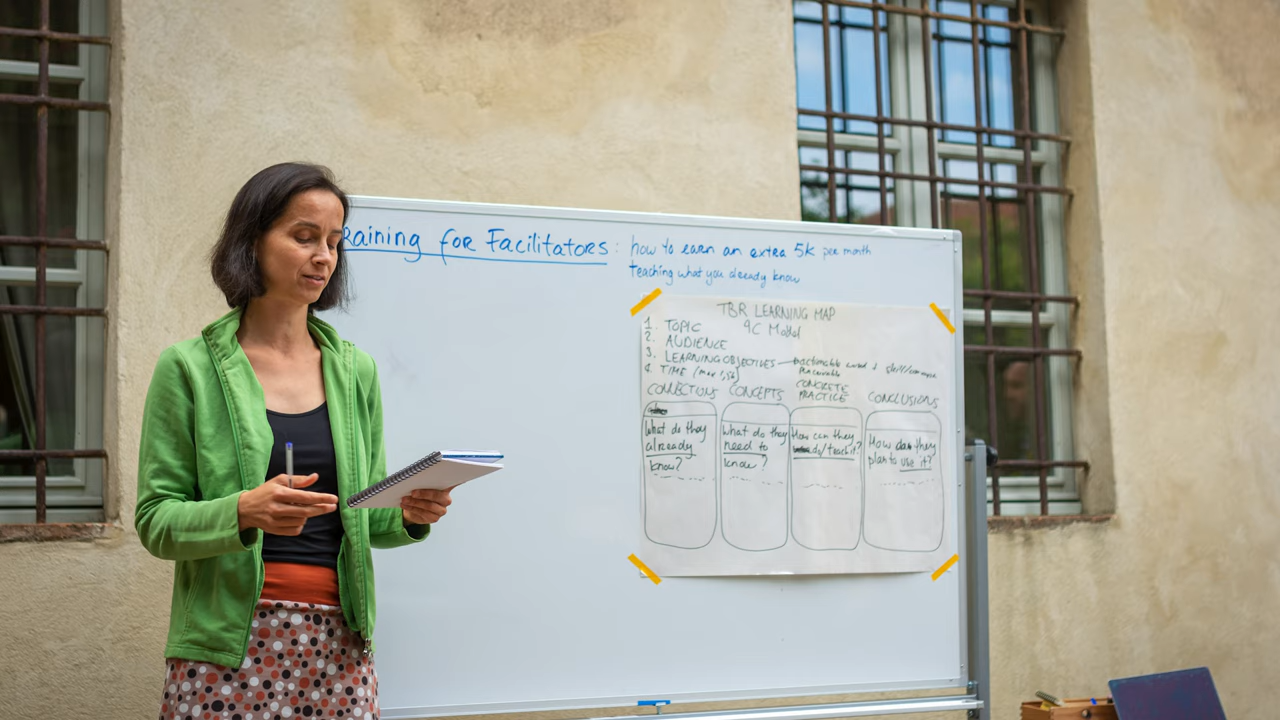 Raining for Facilitators: how to earn an extra 5k per month
teaching what you already know
TBR LEARNING MAP
4C Model
1. TOPIC
2. AUDIENCE
3. LEARNING OBJECTIVES
4. TIME (max
CONNECTIONS CONCEPTS CONCRETE PRACTICE CONCLUSIONS
What do they
already
know?
What do they
need to
know?
How can they
do/teach it?
How do they
plan to use it?